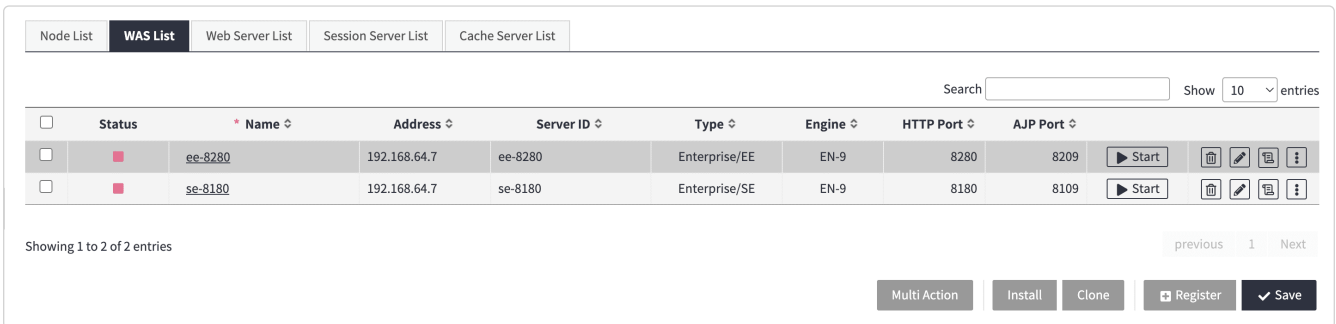 Node List WAS List Web Server List Session Server List Cache Server List
Search Show 10 entries
Status * Name Address Server ID Type Engine HTTP Port AJP Port
ee-8280 192.168.64.7 ee-8280 Enterprise/EE EN-9 8280 8209 Start
se-8180 192.168.64.7 se-8180 Enterprise/SE EN-9 8180 8109 Start
Showing 1 to 2 of 2 entries previous 1 Next
Multi Action Install Clone Register Save